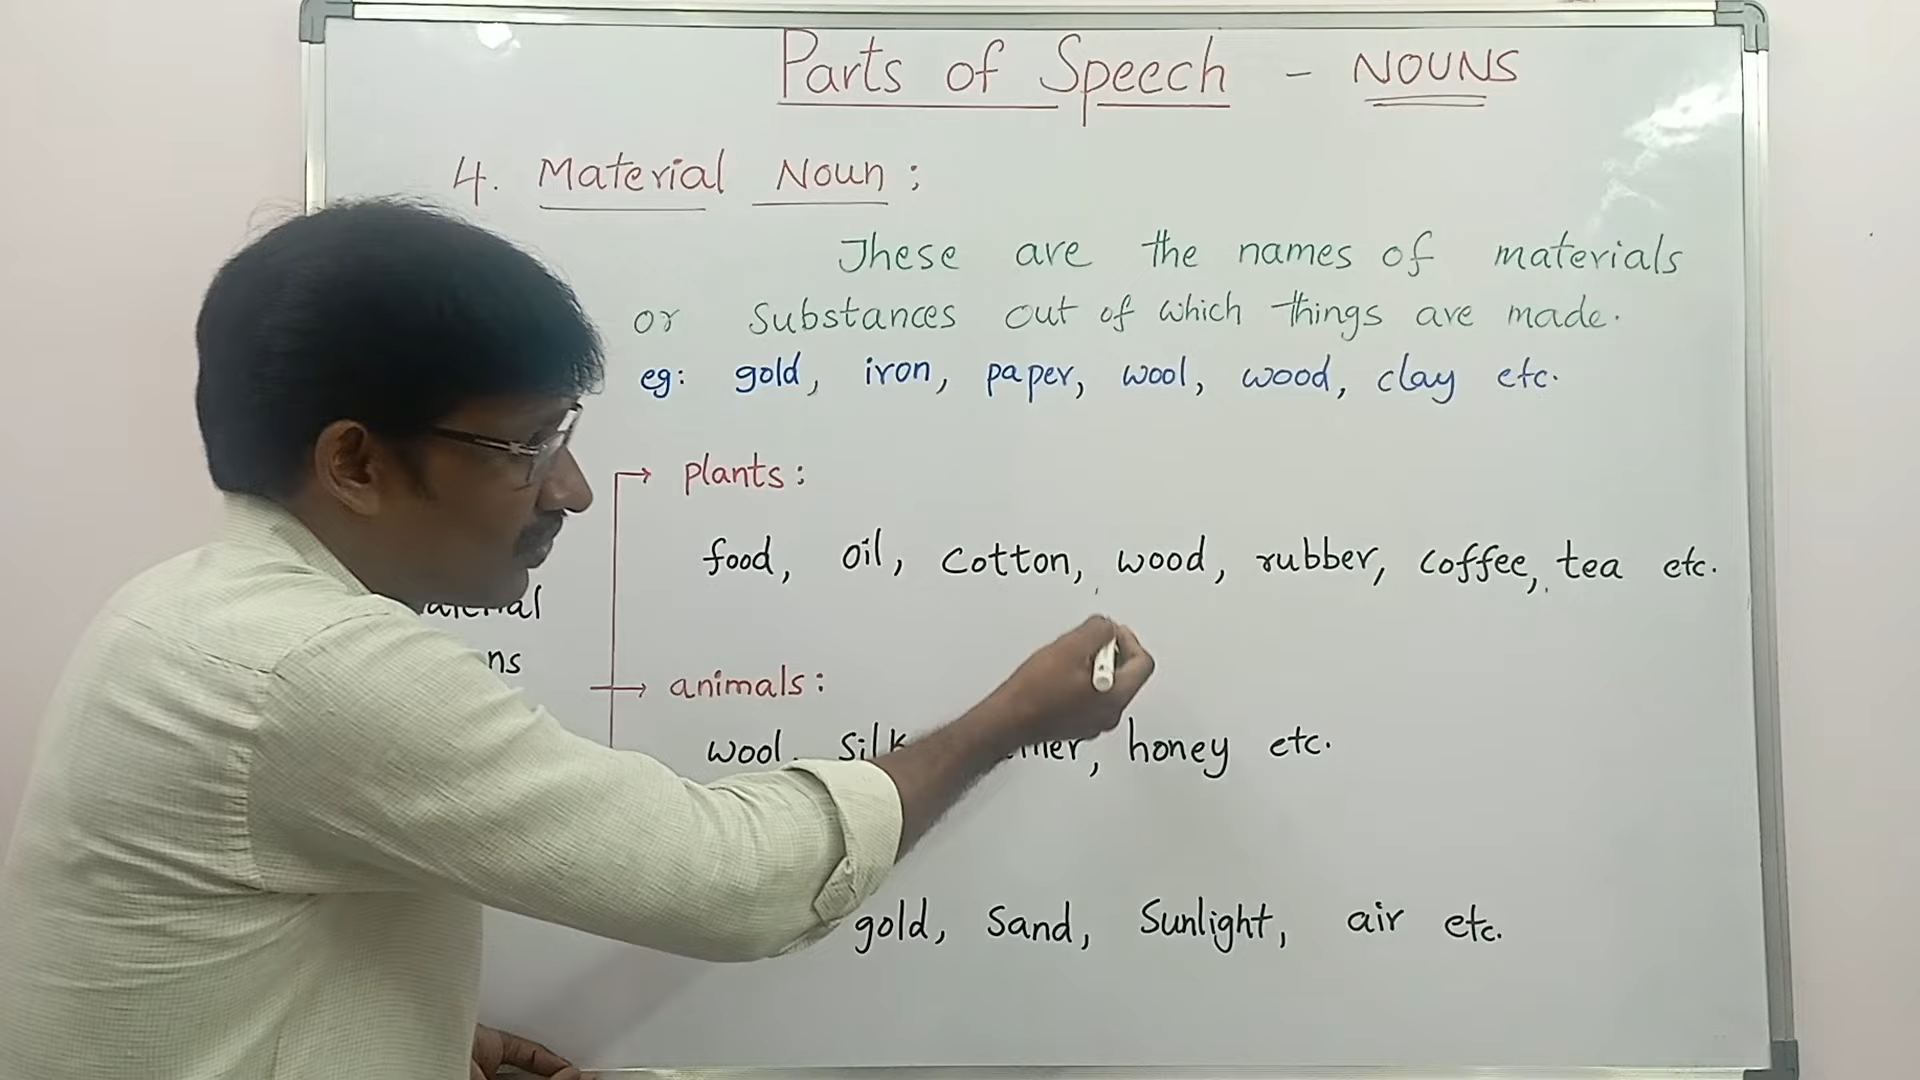 Parts of Speech - NOUNS
4. Material Noun:
These are the names of materials
or substances out of which things are made.
eg: gold, iron, paper, wool, wood, clay etc.
plants:
food, oil, cotton, wood, rubber, coffee, tea etc.
animals:
wool, silk honey etc.
gold, Sand, Sunlight, air etc.